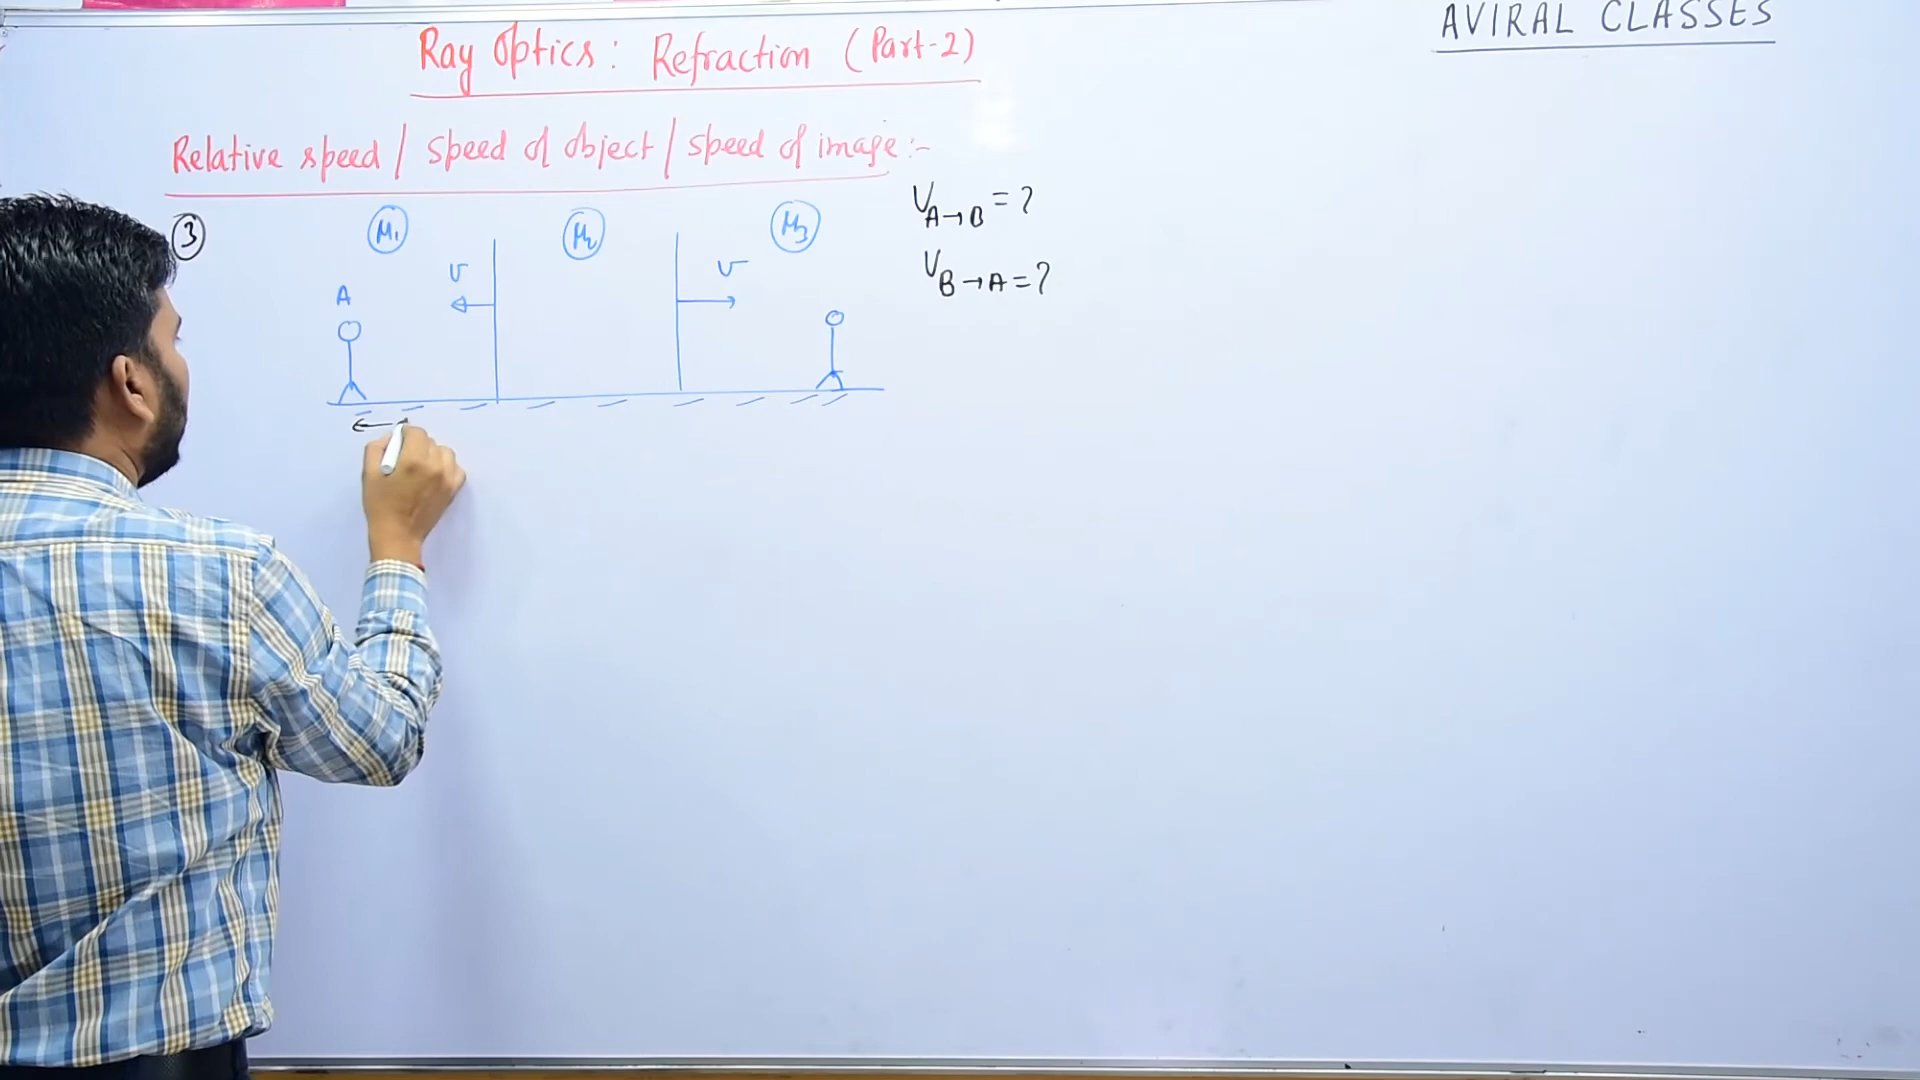 AVIRAL CLASSES
Ray Optics: Refraction (Part-2)
Relative speed / speed of object / speed of image:-
3
μ₁
μ₂
μ₃
V_A→B = ?
V_B→A = ?
v
v
A